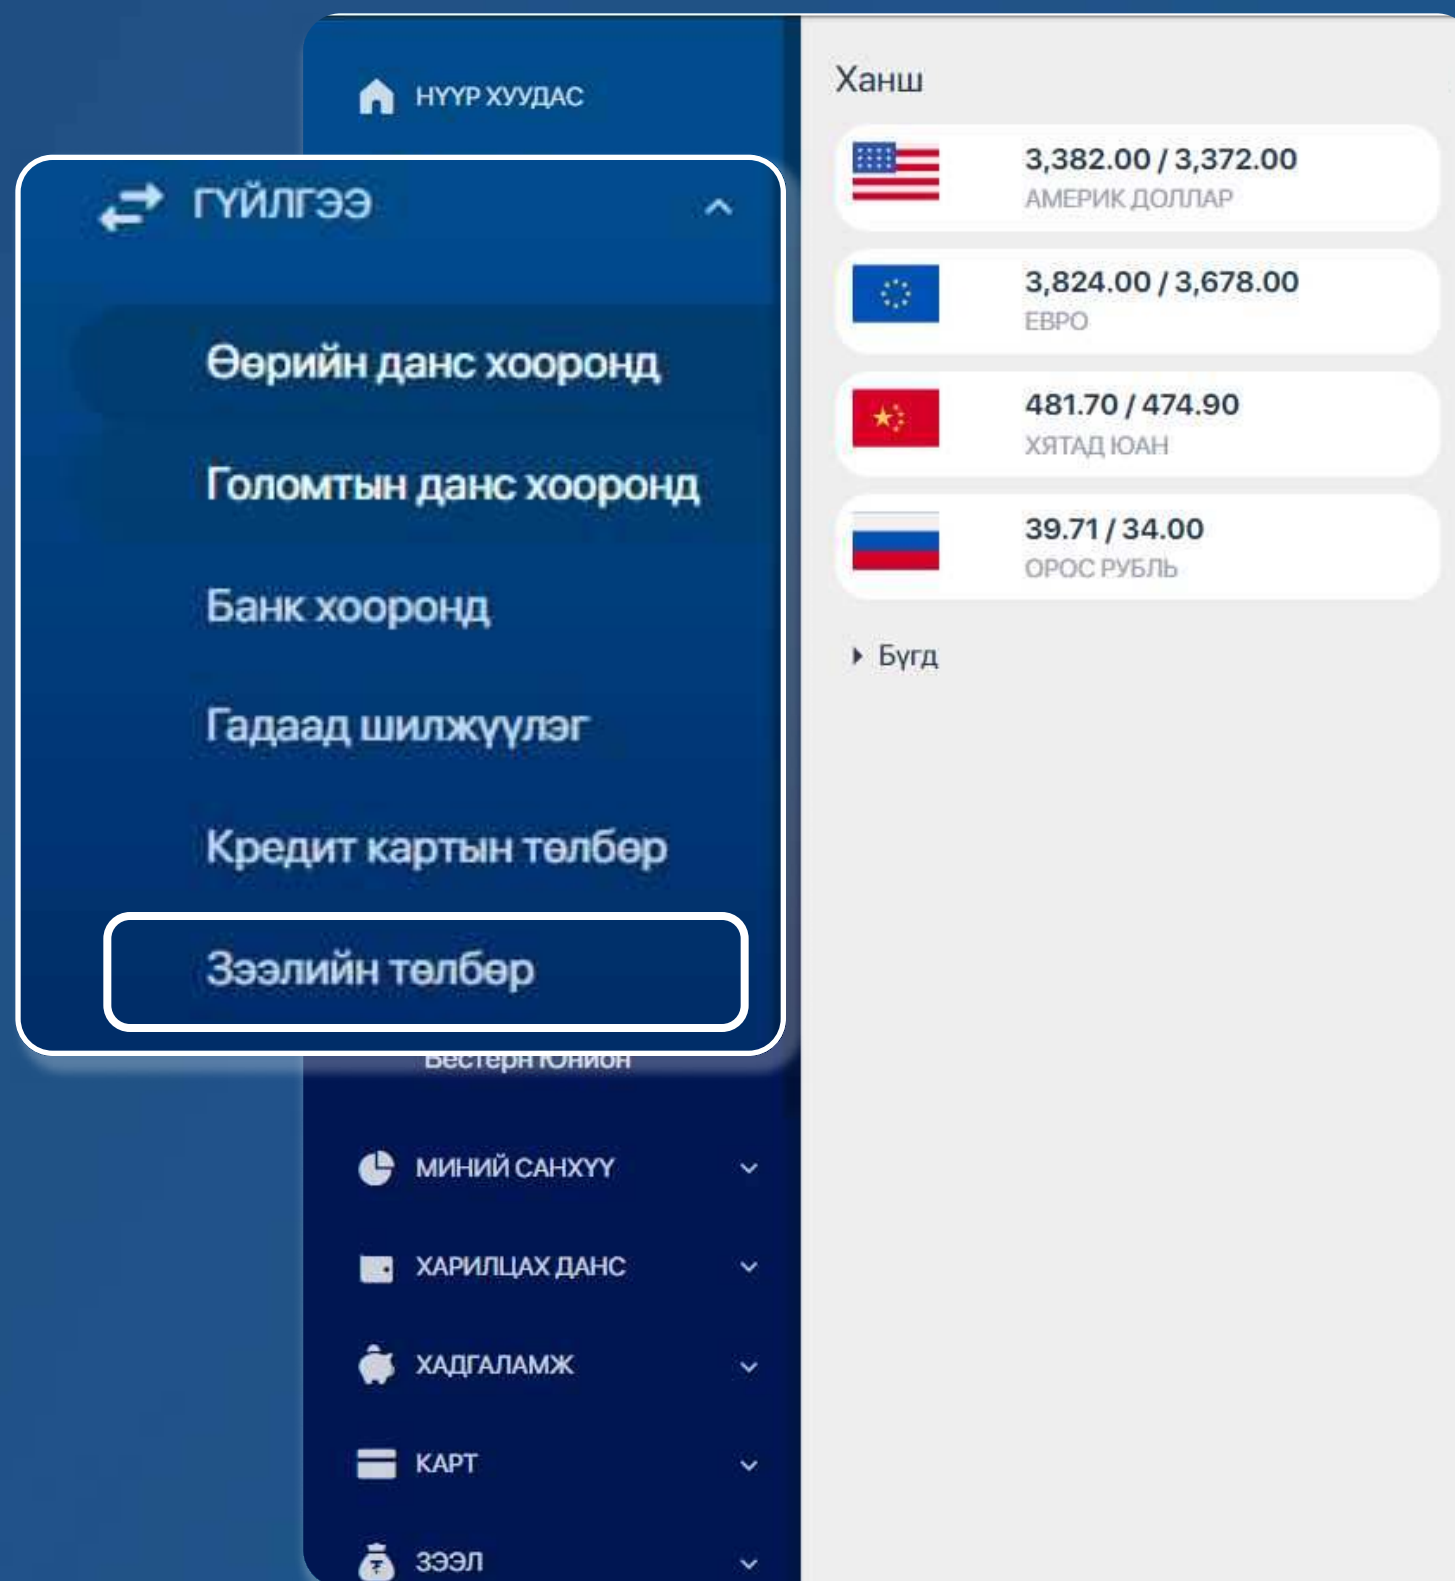 НҮҮР ХУУДАС
ГҮЙЛГЭЭ
Өөрийн данс хооронд
Голомтын данс хооронд
Банк хооронд
Гадаад шилжүүлэг
Кредит картын төлбөр
Зээлийн төлбөр
Вестерн Юнион
МИНИЙ САНХҮҮ
ХАРИЛЦАХ ДАНС
ХАДГАЛАМЖ
КАРТ
ЗЭЭЛ
Ханш
3,382.00 / 3,372.00
АМЕРИК ДОЛЛАР
3,824.00 / 3,678.00
ЕВРО
481.70 / 474.90
ХЯТАД ЮАН
39.71 / 34.00
ОРОС РУБЛЬ
Бүгд